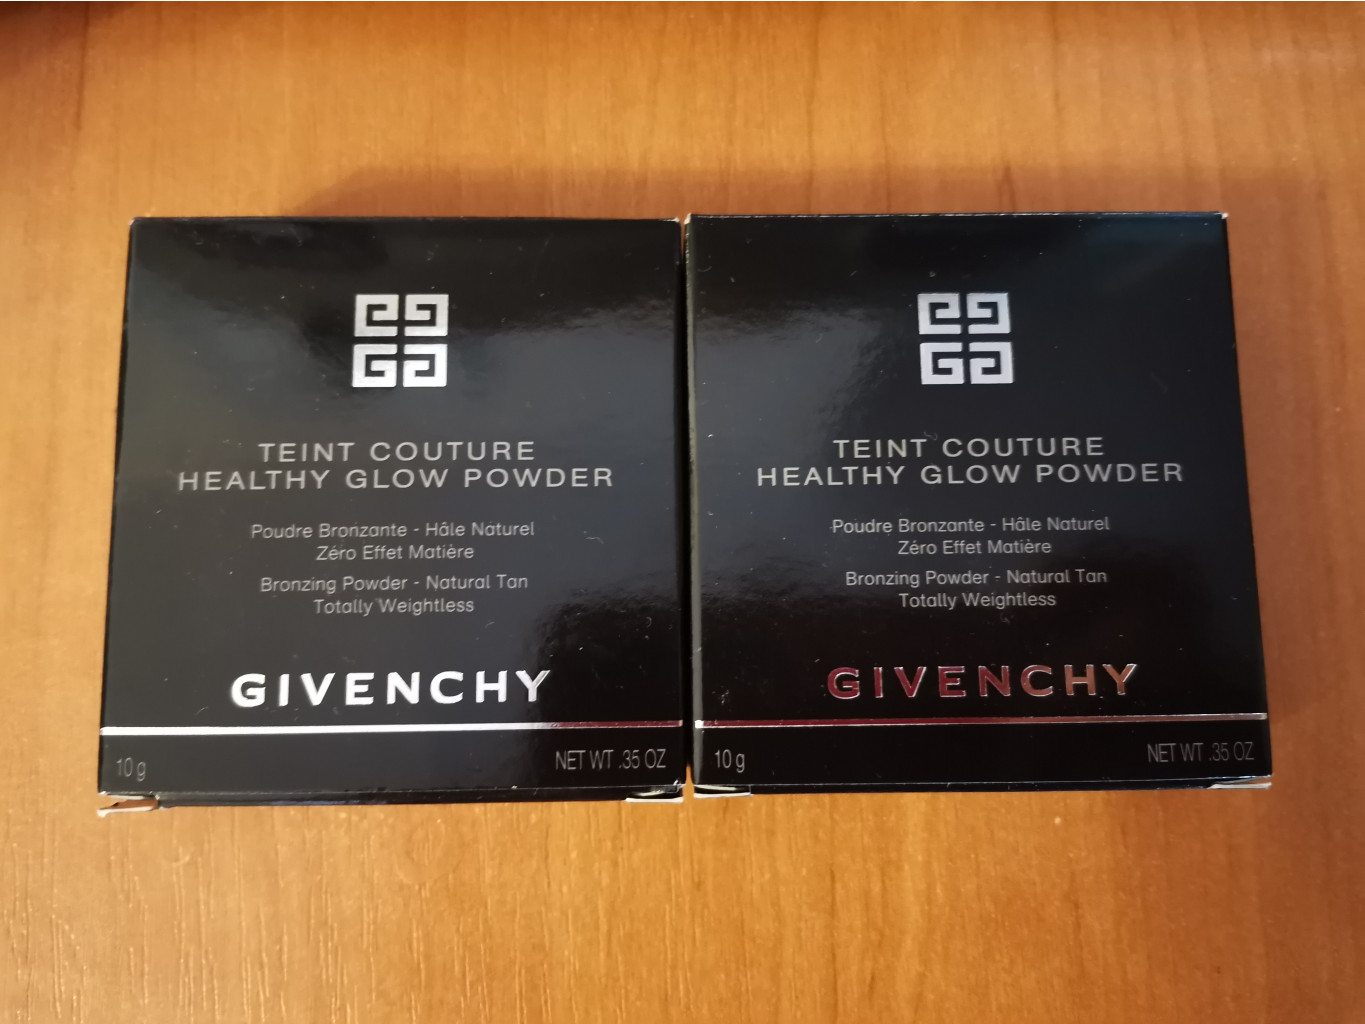 TEINT COUTURE
HEALTHY GLOW POWDER
Poudre Bronzante - Hâle Naturel
Zéro Effet Matière
Bronzing Powder - Natural Tan
Totally Weightless
GIVENCHY
10 g
NET WT .35 OZ
TEINT COUTURE
HEALTHY GLOW POWDER
Poudre Bronzante - Hâle Naturel
Zéro Effet Matière
Bronzing Powder - Natural Tan
Totally Weightless
GIVENCHY
10 g
NET WT .35 OZ